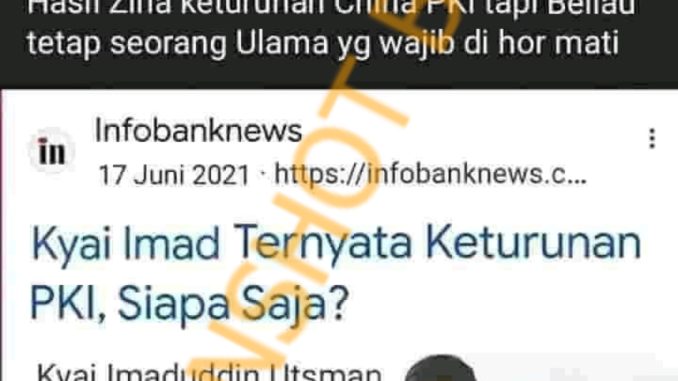 Hasil Zina keturunan China PKI tapi Beliau
tetap seorang Ulama yg wajib di hor mati
in Infobanknews
17 Juni 2021 · https://infobanknews.c...
Kyai Imad Ternyata Keturunan
PKI, Siapa Saja?
Kyai Imaduddin Utsman
NSHOT